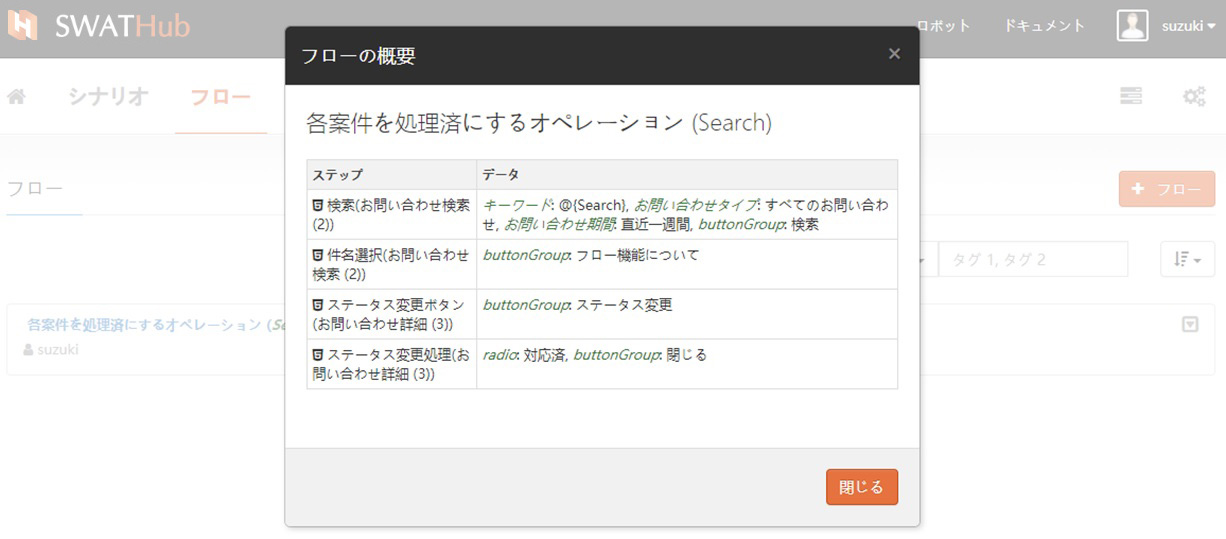 SWATHub
ロボット
ドキュメント
suzuki
フローの概要
×
シナリオ
フロー
各案件を処理済にするオペレーション (Search)
フロー
+ フロー
ステップ データ
検索(お問い合わせ検索
(2))
キーワード: @{Search}, お問い合わせタイプ: すべてのお問い合わ
せ, お問い合わせ期間: 直近一週間, buttonGroup: 検索
件名選択(お問い合わせ
検索 (2))
buttonGroup: フロー機能について
タグ 1, タグ 2
ステータス変更ボタン
(お問い合わせ詳細 (3))
buttonGroup: ステータス変更
各案件を処理済にするオペレーション (
suzuki
ステータス変更処理(お
問い合わせ詳細 (3))
radio: 対応済, buttonGroup: 閉じる
閉じる